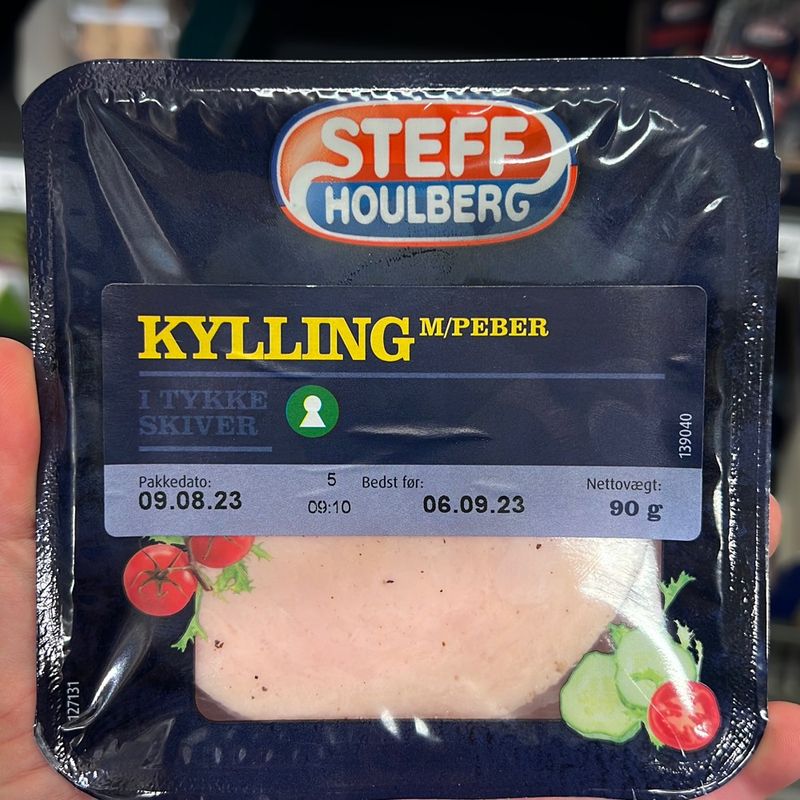 STEFF
HOULBERG
KYLLING M/PEBER
I TYKKE
SKIVER
139040
Pakkedato:
09.08.23
5
09:10
Bedst før:
06.09.23
Nettovægt:
90 g
127131